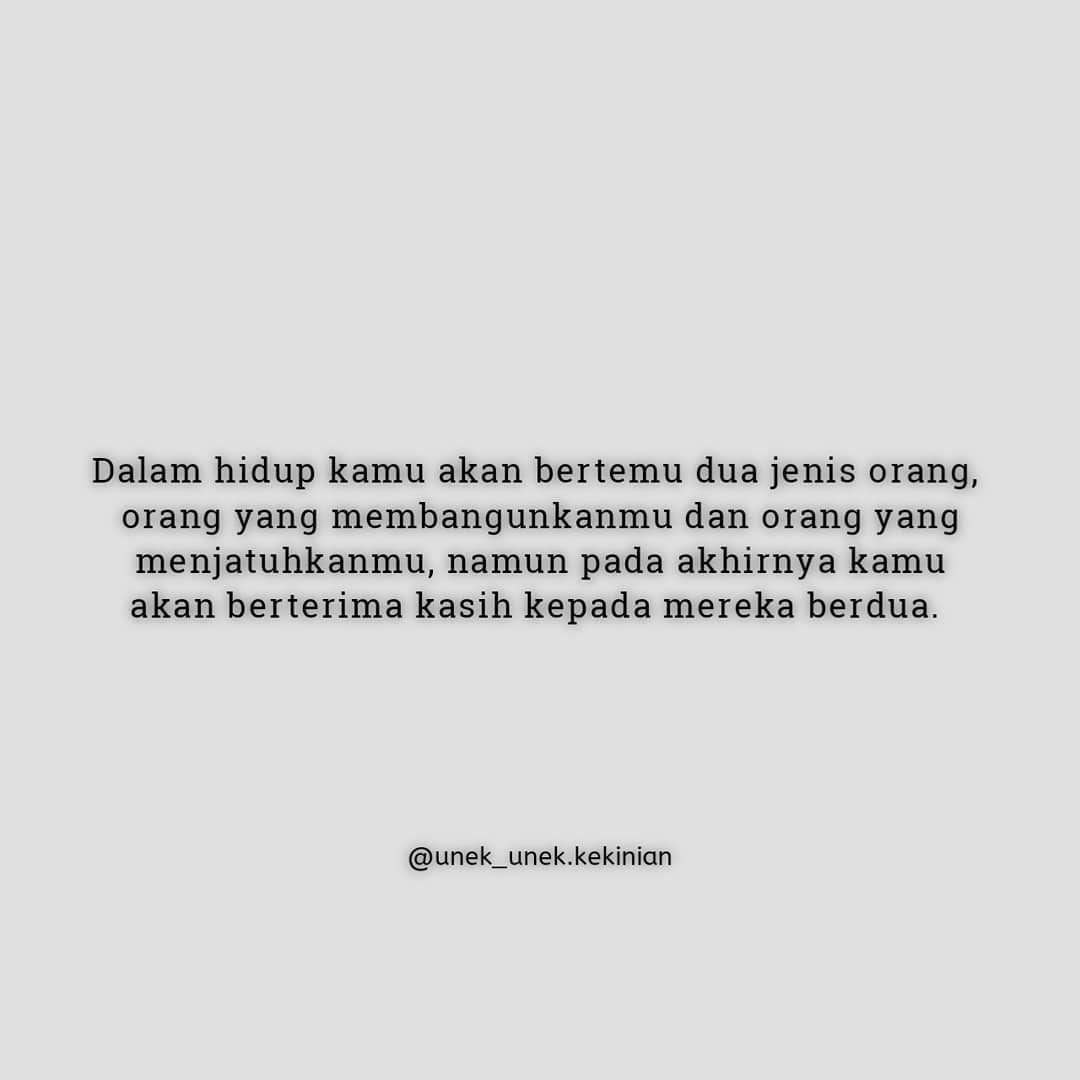 Dalam hidup kamu akan bertemu dua jenis orang,
orang yang membangunkanmu dan orang yang
menjatuhkanmu, namun pada akhirnya kamu
akan berterima kasih kepada mereka berdua.
@unek_unek.kekinian